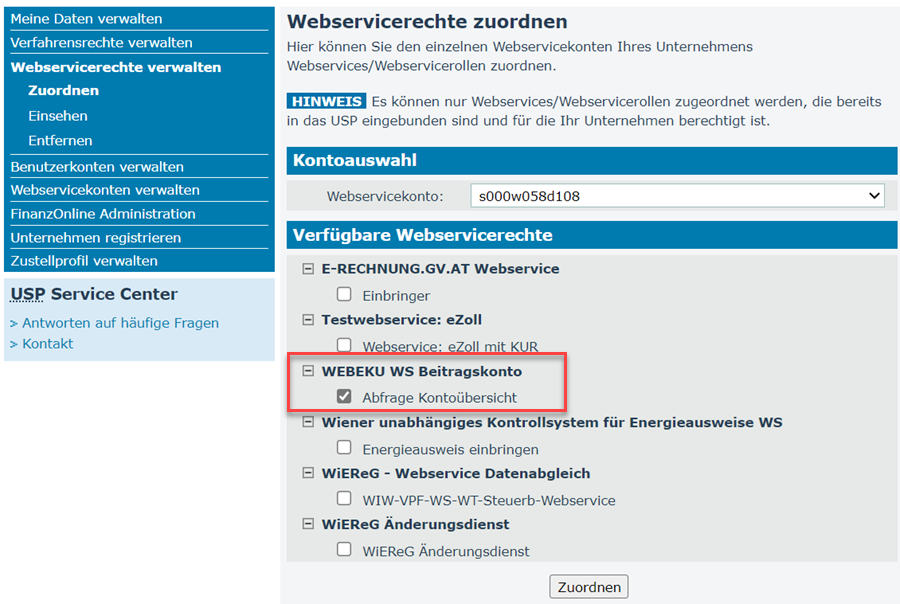 Meine Daten verwalten
Verfahrensrechte verwalten
Webservicerechte verwalten
Zuordnen
Einsehen
Entfernen
Benutzerkonten verwalten
Webservicekonten verwalten
FinanzOnline Administration
Unternehmen registrieren
Zustellprofil verwalten
USP Service Center
> Antworten auf häufige Fragen
> Kontakt
Webservicerechte zuordnen
Hier können Sie den einzelnen Webservicekonten Ihres Unternehmens
Webservices/Webservicerollen zuordnen.
HINWEIS Es können nur Webservices/Webservicerollen zugeordnet werden, die bereits
in das USP eingebunden sind und für die Ihr Unternehmen berechtigt ist.
Kontoauswahl
Webservicekonto: s000w058d108
Verfügbare Webservicerechte
E-RECHNUNG.GV.AT Webservice
Einbringer
Testwebservice: eZoll
Webservice: eZoll mit KUR
WEBEKU WS Beitragskonto
Abfrage Kontoübersicht
Wiener unabhängiges Kontrollsystem für Energieausweise WS
Energieausweis einbringen
WiEReG - Webservice Datenabgleich
WIW-VPF-WS-WT-Steuerb-Webservice
WiEReG Änderungsdienst
WiEReG Änderungsdienst
Zuordnen